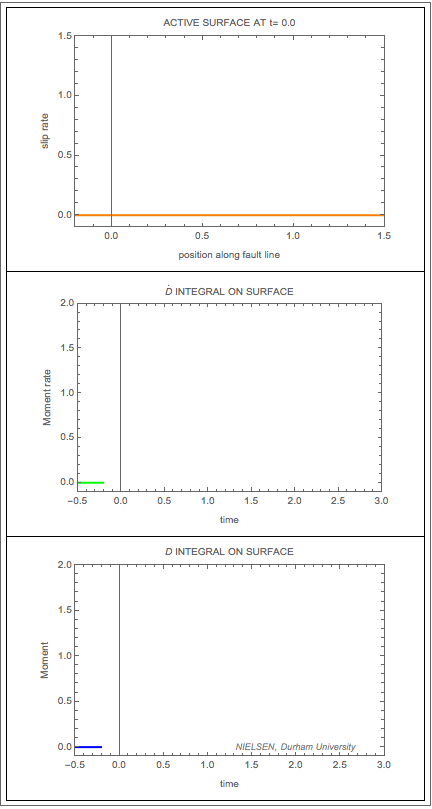 ACTIVE SURFACE AT t= 0.0
1.5
1.0
slip rate
0.5
0.0
0.0 0.5 1.0 1.5
position along fault line
Ḋ INTEGRAL ON SURFACE
2.0
1.5
1.0
Moment rate
0.5
0.0
−0.5 0.0 0.5 1.0 1.5 2.0 2.5 3.0
time
D INTEGRAL ON SURFACE
2.0
1.5
1.0
Moment
0.5
0.0
NIELSEN, Durham University
−0.5 0.0 0.5 1.0 1.5 2.0 2.5 3.0
time